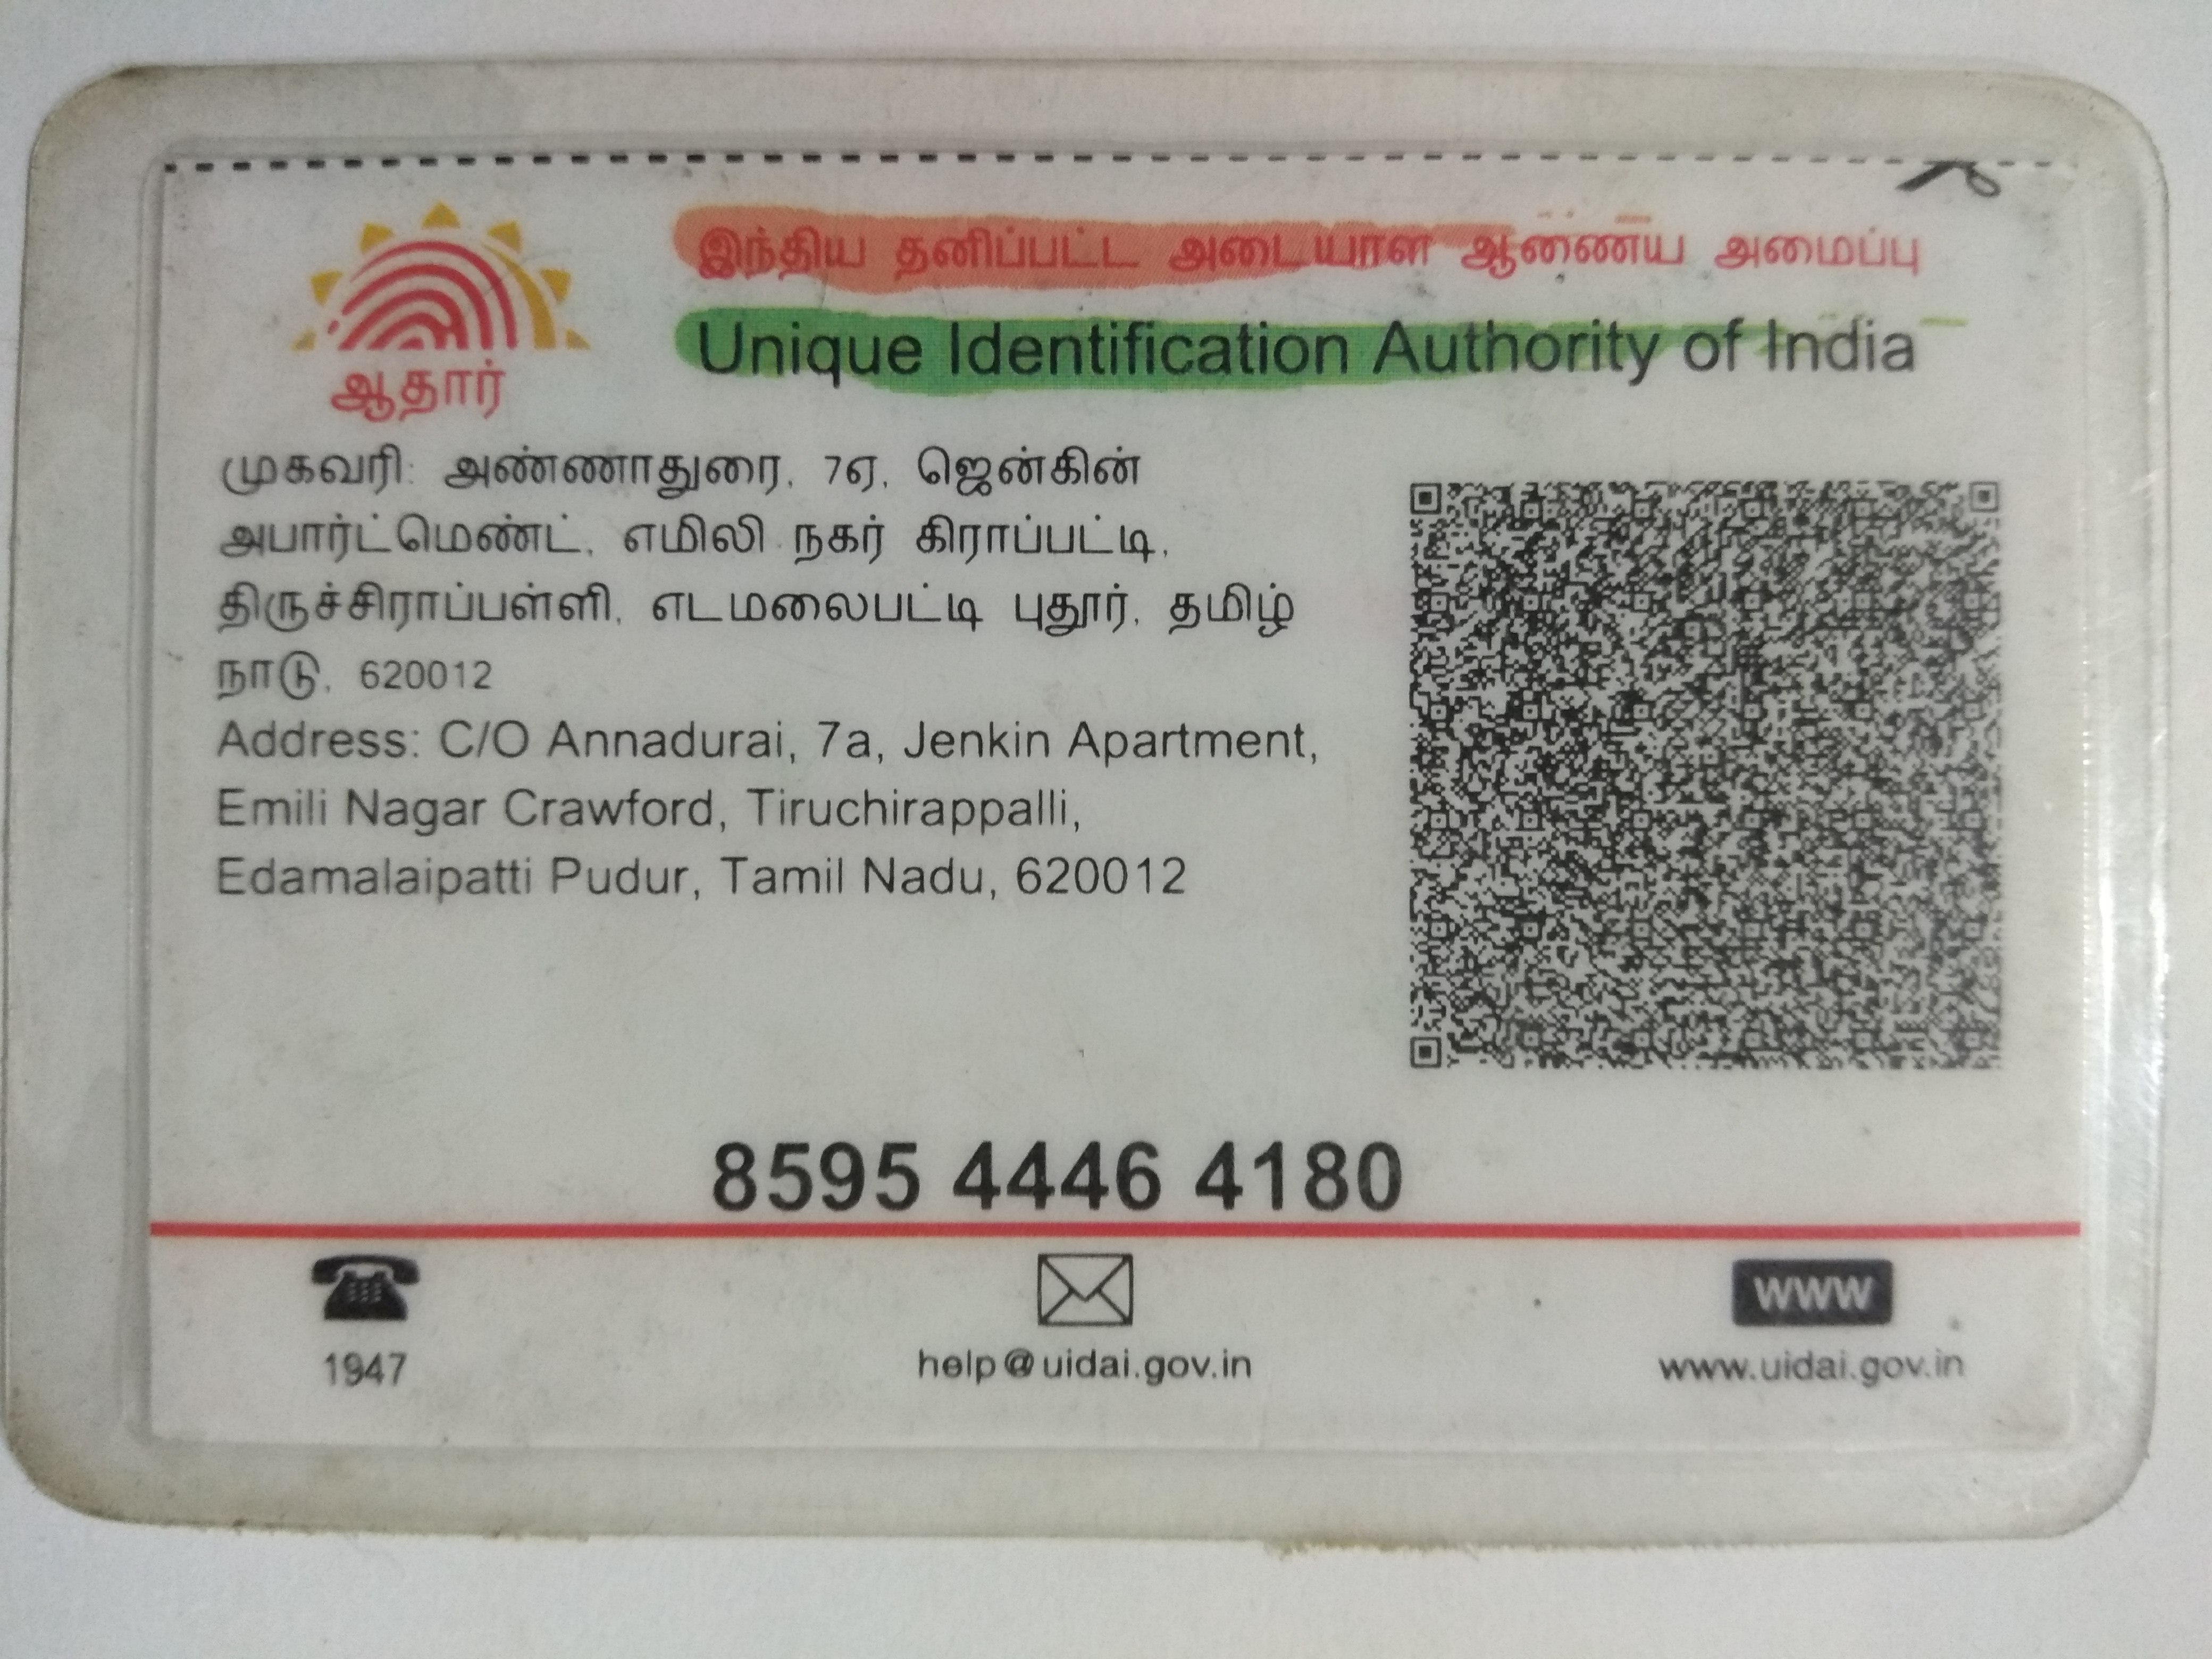 இந்திய தனிப்பட்ட அடையாள ஆணைய அமைப்பு
Unique Identification Authority of India
ஆதார்
முகவரி: அண்ணாதுரை, 7ஏ, ஜென்கின்
அபார்ட்மெண்ட், எமிலி நகர் கிராப்பட்டி,
திருச்சிராப்பள்ளி, எடமலைபட்டி புதூர், தமிழ்
நாடு, 620012
Address: C/O Annadurai, 7a, Jenkin Apartment,
Emili Nagar Crawford, Tiruchirappalli,
Edamalaipatti Pudur, Tamil Nadu, 620012
8595 4446 4180
WWW
1947
help@uidai.gov.in
www.uidai.gov.in